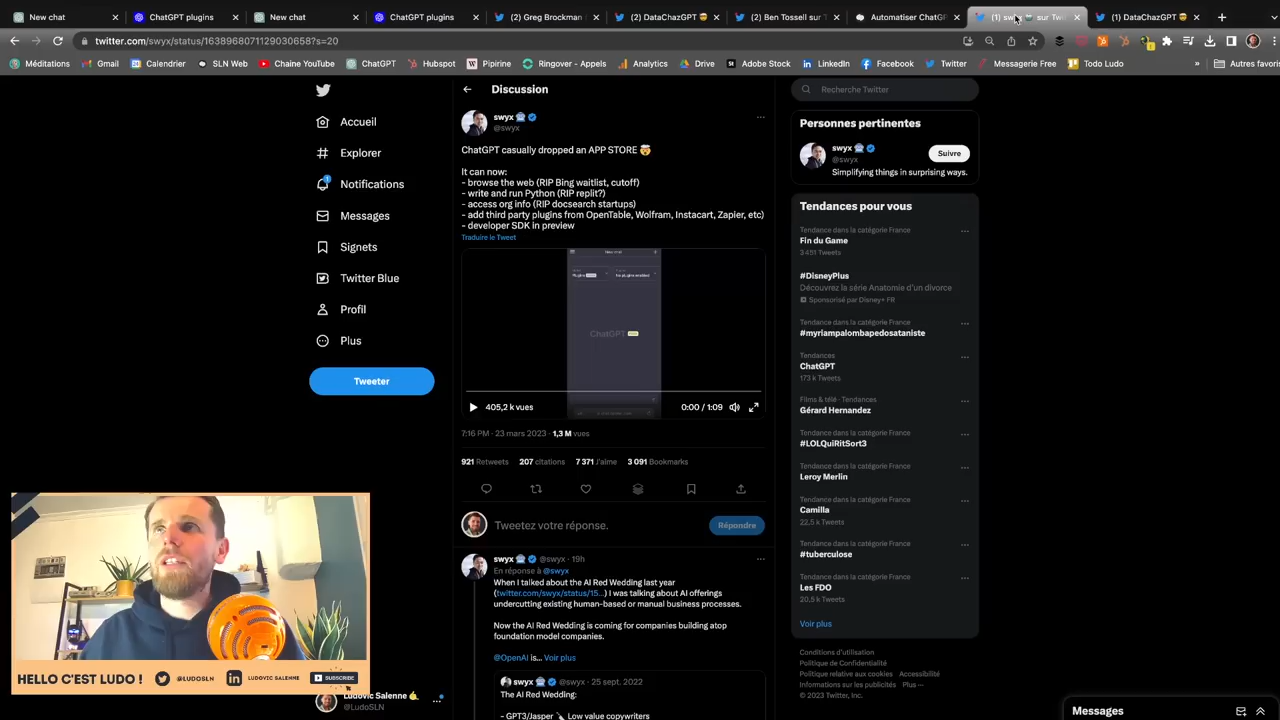 ChatGPT plugins
New chat
New chat
ChatGPT plugins
(2) Greg Brockman
(2) DataChazGPT
(2) Ben Tossell sur T
Automatiser ChatGP
(1) swyx sur Tw
(1) DataChazGPT
twitter.com/swyx/status/1638968071129030658?s=20
Méditations
Gmail
Calendrier
SLN Web
Chaîne YouTube
ChatGPT
Hubspot
Pipirine
Ringover - Appels
Analytics
Drive
Adobe Stock
LinkedIn
Facebook
Twitter
Messagerie Free
Todo Ludo
»
Autres favoris
Accueil
Explorer
1
Notifications
Messages
Signets
Twitter Blue
Profil
Plus
Tweeter
Discussion
swyx
@swyx
ChatGPT casually dropped an APP STORE 🤯
It can now:
- browse the web (RIP Bing waitlist, cutoff)
- write and run Python (RIP replit?)
- access org info (RIP docsearch startups)
- add third party plugins from OpenTable, Wolfram, Instacart, Zapier, etc)
- developer SDK in preview
Traduire le Tweet
ChatGPT
405,2 k vues
0:00 / 1:09
7:16 PM · 23 mars 2023 · 1,3 M vues
921 Retweets 207 citations 7 371 J'aime 3 091 Bookmarks
Tweetez votre réponse.
Répondre
swyx @swyx · 19h
En réponse à @swyx
When I talked about the AI Red Wedding last year
(twitter.com/swyx/status/15...) I was talking about AI offerings
undercutting existing human-based or manual business processes.
Now the AI Red Wedding is coming for companies building atop
foundation model companies.
@OpenAI is... Voir plus
swyx @swyx · 25 sept. 2022
The AI Red Wedding:
- GPT3/Jasper Low value copywriters
Recherche Twitter
Personnes pertinentes
swyx
@swyx
Suivre
Simplifying things in surprising ways.
Tendances pour vous
Tendance dans la catégorie France
Fin du Game
3 451 Tweets
#DisneyPlus
Découvrez la série Anatomie d'un divorce
Sponsorisé par Disney+ FR
Tendance dans la catégorie France
#myriampalombapedosataniste
Tendances
ChatGPT
173 k Tweets
Films & télé · Tendances
Gérard Hernandez
Tendance dans la catégorie France
#LOLQuiRitSort3
Tendance dans la catégorie France
Leroy Merlin
Tendance dans la catégorie France
Camilla
22,5 k Tweets
Tendance dans la catégorie France
#tuberculose
Tendance dans la catégorie France
Les FDO
20,5 k Tweets
Voir plus
Conditions d'utilisation
Politique de Confidentialité
Politique relative aux cookies Accessibilité
Informations sur les publicités Plus
© 2023 Twitter, Inc.
HELLO C'EST LUDO !
@LUDOSLN
LUDOVIC SALENNE
SUBSCRIBE
Ludovic Salenne
@LudoSLN
Messages